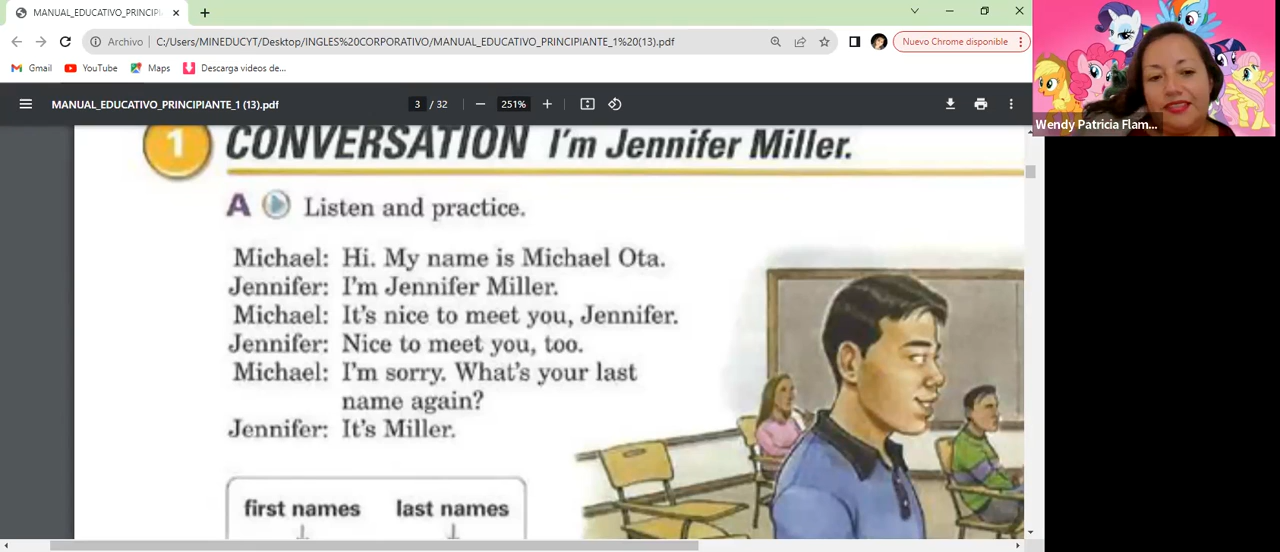 MANUAL_EDUCATIVO_PRINCIPI
Archivo C:/Users/MINEDUCYT/Desktop/INGLES%20CORPORATIVO/MANUAL_EDUCATIVO_PRINCIPIANTE_1%20(13).pdf
Nuevo Chrome disponible
Gmail YouTube Maps Descarga videos de...
MANUAL_EDUCATIVO_PRINCIPIANTE_1 (13).pdf
3 / 32
251%
Wendy Patricia Flam...
1 CONVERSATION I'm Jennifer Miller.
A Listen and practice.
Michael: Hi. My name is Michael Ota.
Jennifer: I'm Jennifer Miller.
Michael: It's nice to meet you, Jennifer.
Jennifer: Nice to meet you, too.
Michael: I'm sorry. What's your last
name again?
Jennifer: It's Miller.
first names last names